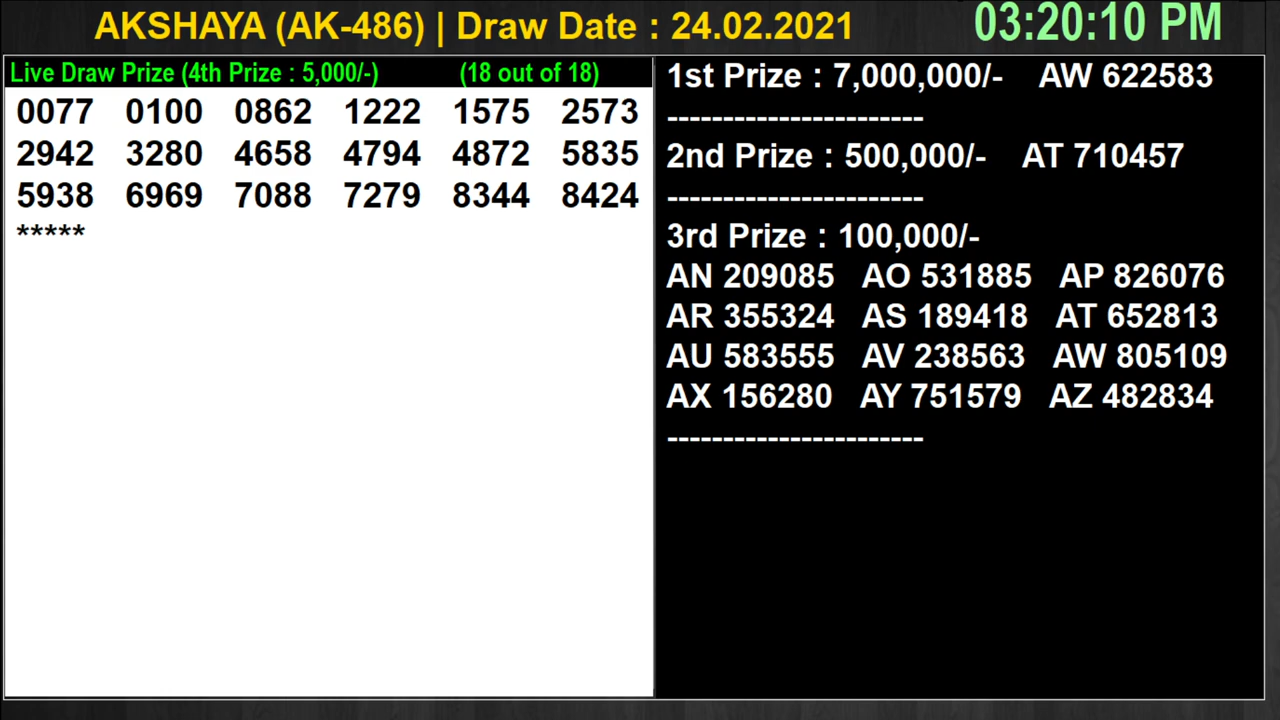 AKSHAYA (AK-486) | Draw Date : 24.02.2021
03:20:10 PM
Live Draw Prize (4th Prize : 5,000/-) (18 out of 18)
0077 0100 0862 1222 1575 2573
2942 3280 4658 4794 4872 5835
5938 6969 7088 7279 8344 8424
*****
1st Prize : 7,000,000/- AW 622583
-----------------------
2nd Prize : 500,000/- AT 710457
-----------------------
3rd Prize : 100,000/-
AN 209085 AO 531885 AP 826076
AR 355324 AS 189418 AT 652813
AU 583555 AV 238563 AW 805109
AX 156280 AY 751579 AZ 482834
-----------------------